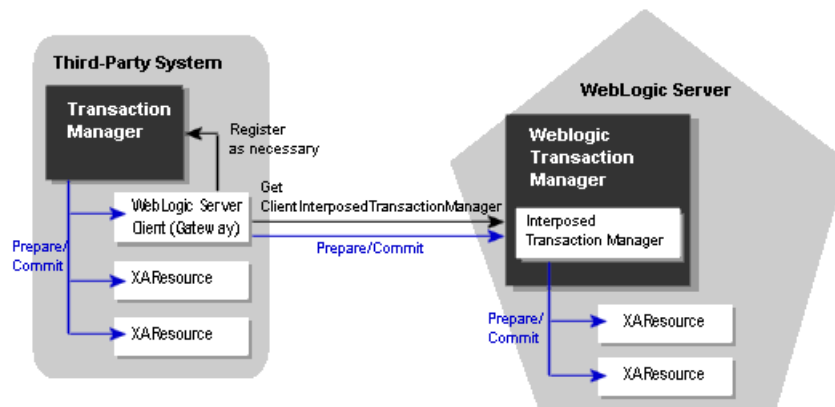 Third-Party System
Transaction
Manager
Register
as necessary
WebLogic Server
Client (Gateway)
Prepare/
Commit
XAResource
XAResource
Get
ClientInterposedTransactionManager
Prepare/Commit
WebLogic Server
Weblogic
Transaction
Manager
Interposed
Transaction Manager
Prepare/
Commit
XAResource
XAResource